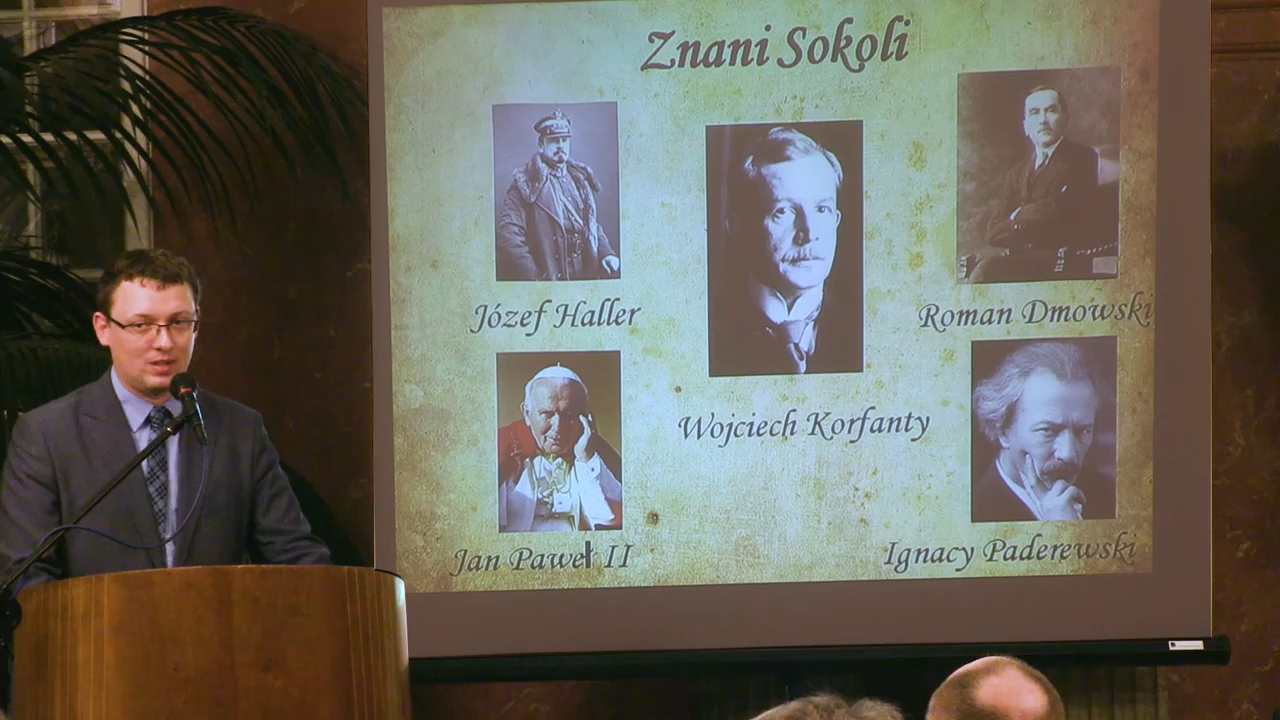 Znani Sokoli
Józef Haller
Roman Dmowski
Wojciech Korfanty
Jan Paweł II
Ignacy Paderewski